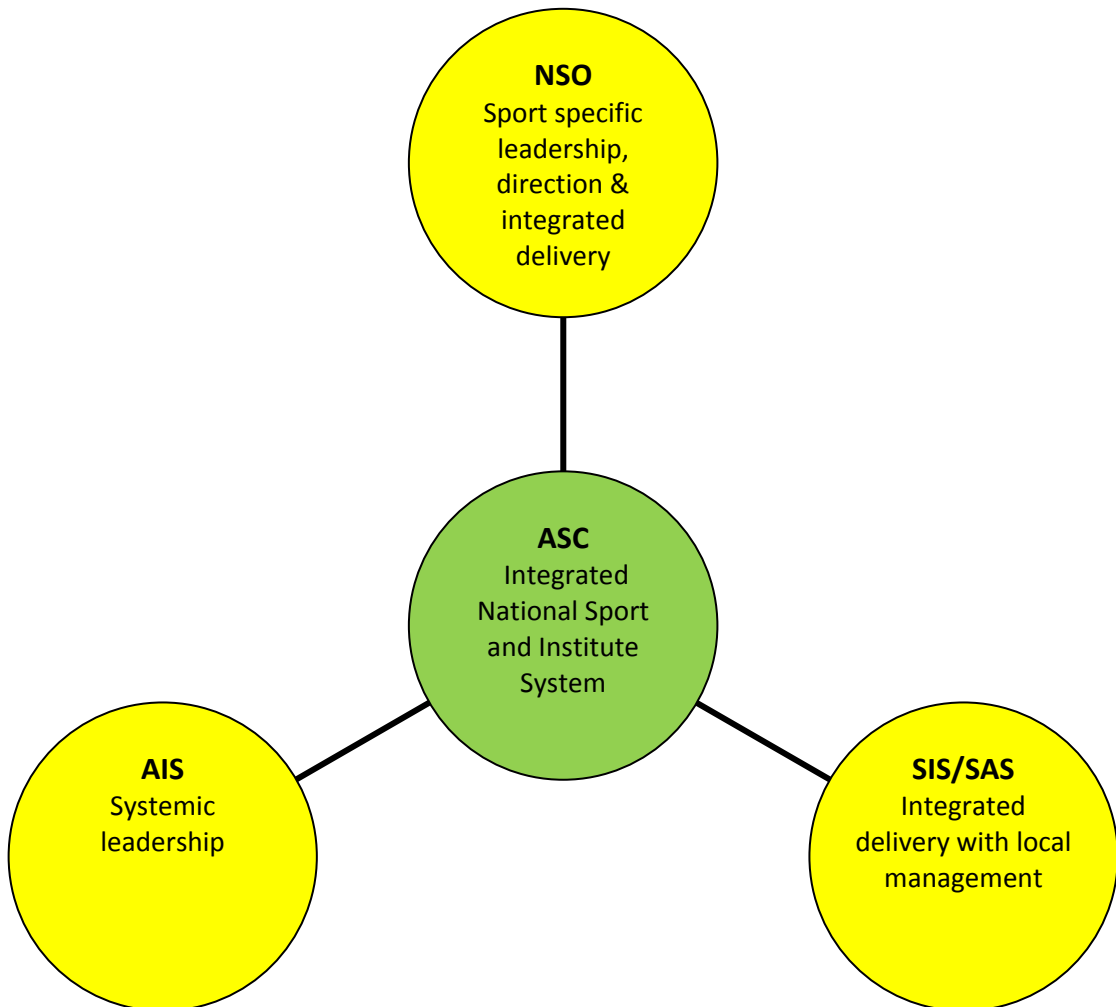 NSO
Sport specific
leadership,
direction &
integrated
delivery
ASC
Integrated
National Sport
and Institute
System
AIS
Systemic
leadership
SIS/SAS
Integrated
delivery with local
management